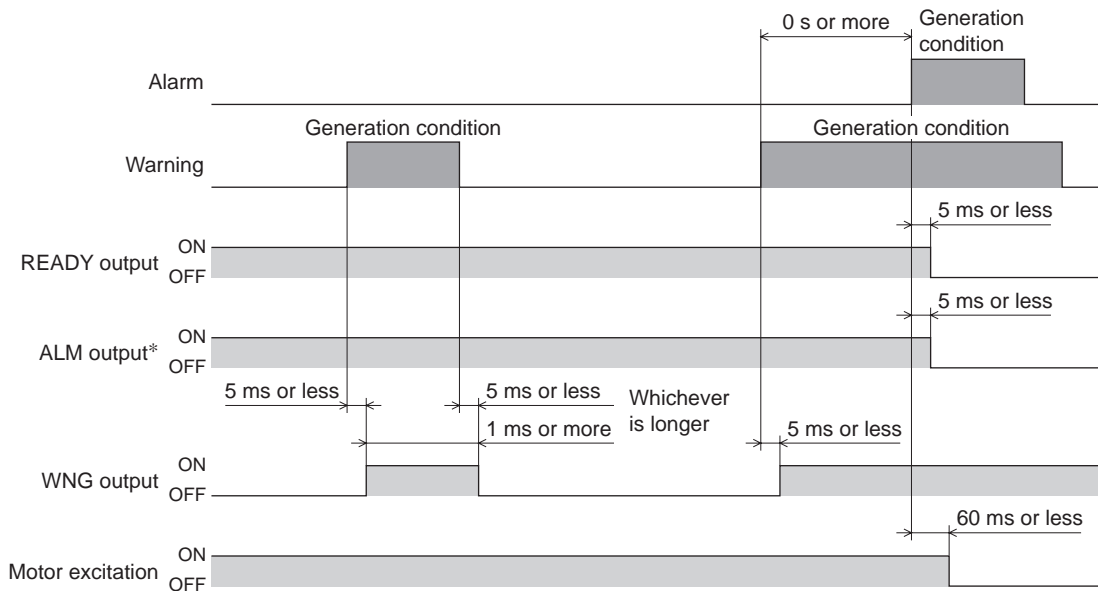 0 s or more
Generation
condition
Alarm
Generation condition
Generation condition
Warning
5 ms or less
ON
READY output
OFF
5 ms or less
ON
ALM output*
OFF
5 ms or less
5 ms or less
Whichever
is longer
1 ms or more
5 ms or less
ON
WNG output
OFF
60 ms or less
ON
Motor excitation
OFF